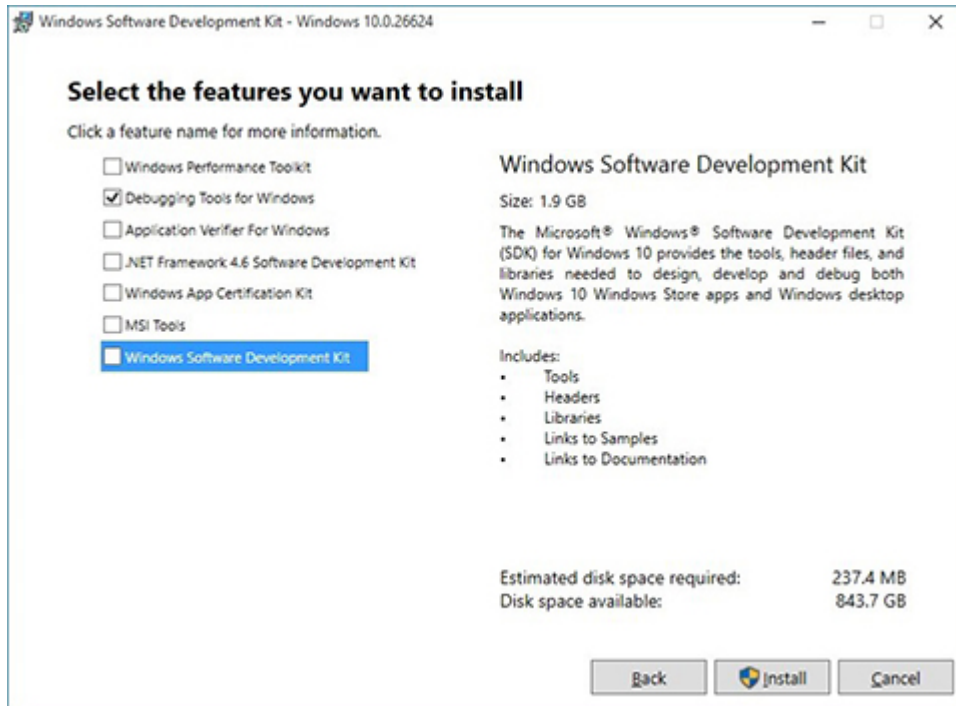 Windows Software Development Kit - Windows 10.0.26624
Select the features you want to install
Click a feature name for more information.
Windows Performance Toolkit
Debugging Tools for Windows
Application Verifier For Windows
.NET Framework 4.6 Software Development Kit
Windows App Certification Kit
MSI Tools
Windows Software Development Kit
Windows Software Development Kit
Size: 1.9 GB
The Microsoft® Windows® Software Development Kit
(SDK) for Windows 10 provides the tools, header files, and
libraries needed to design, develop and debug both
Windows 10 Windows Store apps and Windows desktop
applications.
Includes:
• Tools
• Headers
• Libraries
• Links to Samples
• Links to Documentation
Estimated disk space required: 237.4 MB
Disk space available: 843.7 GB
Back Install Cancel